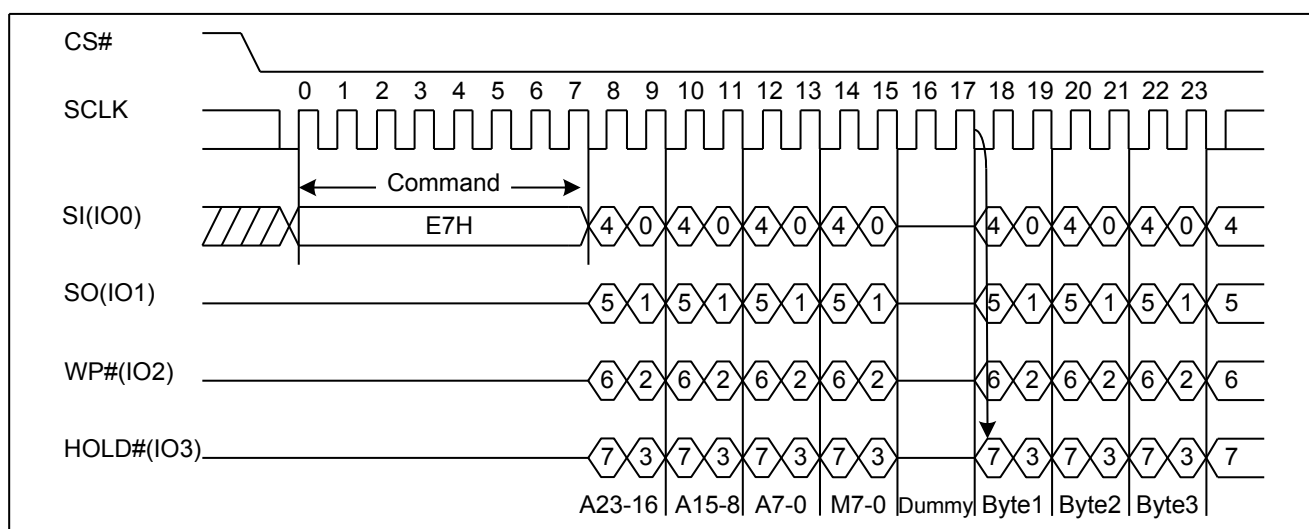 CS#
0 1 2 3 4 5 6 7 8 9 10 11 12 13 14 15 16 17 18 19 20 21 22 23
SCLK
Command
SI(IO0) E7H 4 0 4 0 4 0 4 0 4 0 4 0 4 0 4
SO(IO1) 5 1 5 1 5 1 5 1 5 1 5 1 5 1 5
WP#(IO2) 6 2 6 2 6 2 6 2 6 2 6 2 6 2 6
HOLD#(IO3) 7 3 7 3 7 3 7 3 7 3 7 3 7 3 7
A23-16 A15-8 A7-0 M7-0 Dummy Byte1 Byte2 Byte3